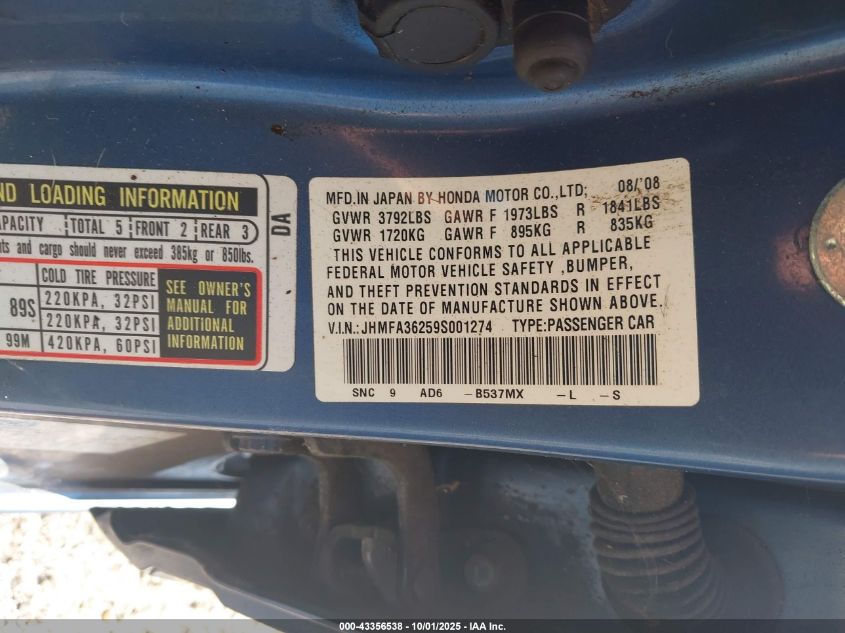 ND LOADING INFORMATION
APACITY TOTAL 5 FRONT 2 REAR 3
nts and cargo should never exceed 385kg or 850lbs.
COLD TIRE PRESSURE
89S 220KPA, 32PSI
220KPA, 32PSI
99M 420KPA, 60PSI
SEE OWNER'S
MANUAL FOR
ADDITIONAL
INFORMATION
DA
MFD.IN JAPAN BY HONDA MOTOR CO.,LTD; 08/'08
GVWR 3792LBS GAWR F 1973LBS R 1841LBS
GVWR 1720KG GAWR F 895KG R 835KG
THIS VEHICLE CONFORMS TO ALL APPLICABLE
FEDERAL MOTOR VEHICLE SAFETY ,BUMPER,
AND THEFT PREVENTION STANDARDS IN EFFECT
ON THE DATE OF MANUFACTURE SHOWN ABOVE.
V.I.N.: JHMFA36259S001274 TYPE:PASSENGER CAR
SNC 9 AD6 -B537MX -L -S
000-43356538 - 10/01/2025 - IAA Inc.